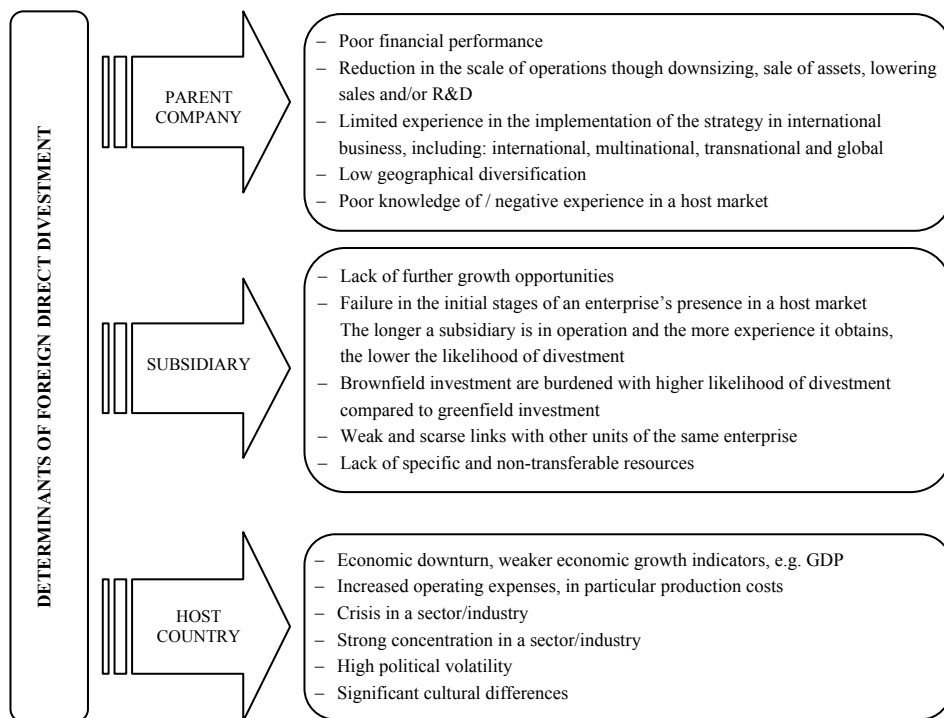 DETERMINANTS OF FOREIGN DIRECT DIVESTMENT
PARENT
COMPANY
– Poor financial performance
– Reduction in the scale of operations though downsizing, sale of assets, lowering
sales and/or R&D
– Limited experience in the implementation of the strategy in international
business, including: international, multinational, transnational and global
– Low geographical diversification
– Poor knowledge of / negative experience in a host market
SUBSIDIARY
– Lack of further growth opportunities
– Failure in the initial stages of an enterprise’s presence in a host market
The longer a subsidiary is in operation and the more experience it obtains,
the lower the likelihood of divestment
– Brownfield investment are burdened with higher likelihood of divestment
compared to greenfield investment
– Weak and scarse links with other units of the same enterprise
– Lack of specific and non-transferable resources
HOST
COUNTRY
– Economic downturn, weaker economic growth indicators, e.g. GDP
– Increased operating expenses, in particular production costs
– Crisis in a sector/industry
– Strong concentration in a sector/industry
– High political volatility
– Significant cultural differences